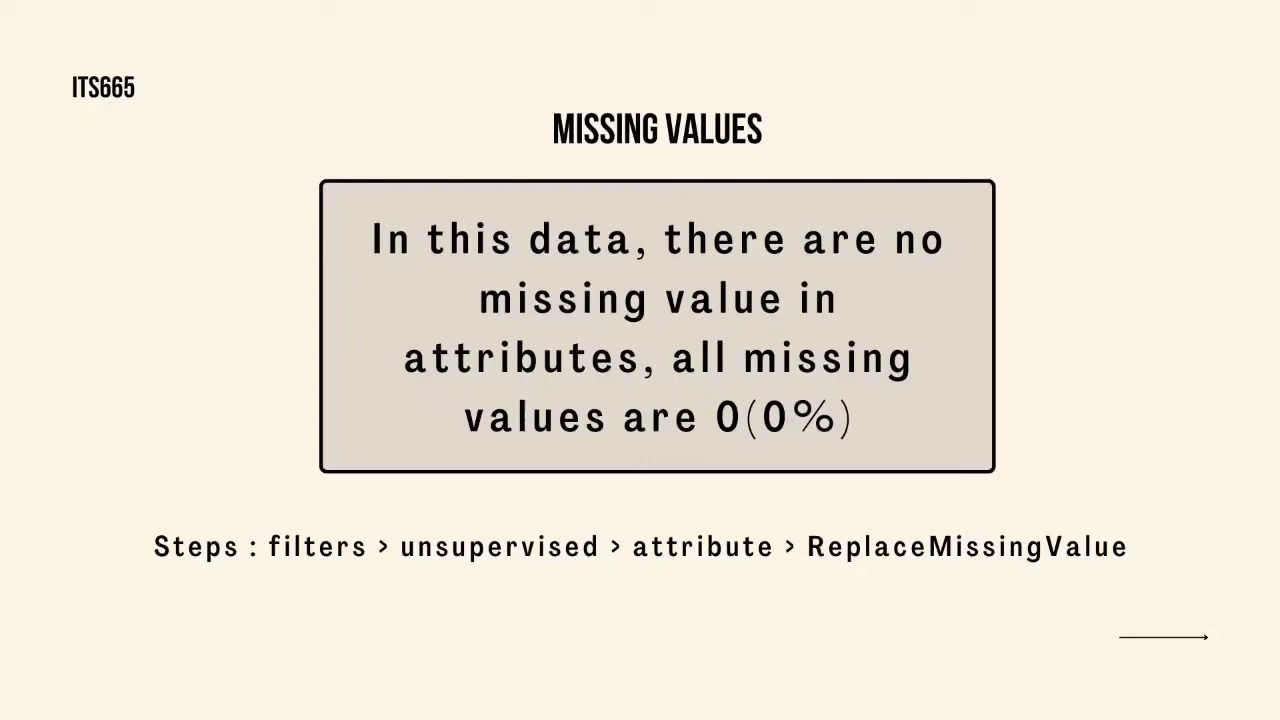 ITS665
MISSING VALUES
In this data, there are no
missing value in
attributes, all missing
values are 0(0%)
Steps : filters > unsupervised > attribute > ReplaceMissingValue